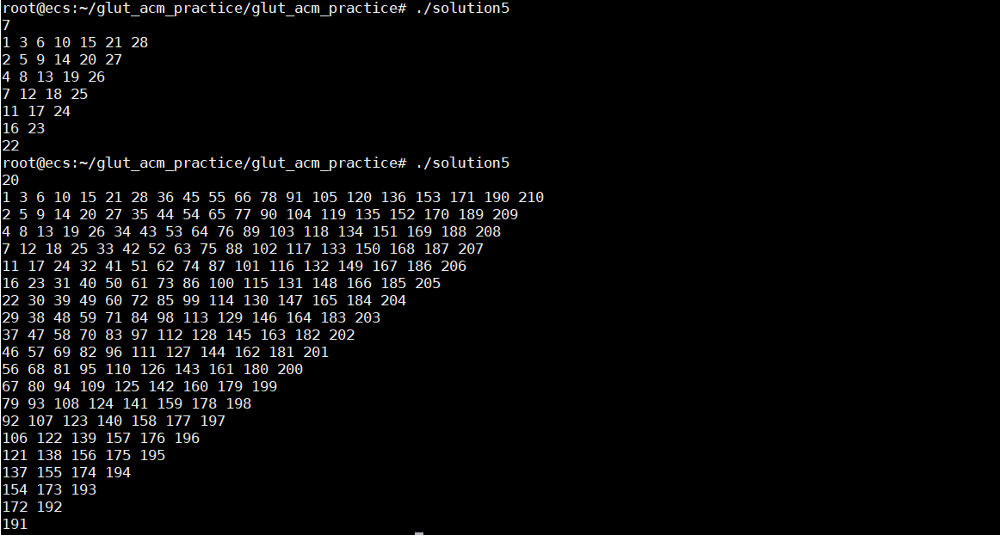 root@ecs:~/glut_acm_practice/glut_acm_practice# ./solution5
7
1 3 6 10 15 21 28
2 5 9 14 20 27
4 8 13 19 26
7 12 18 25
11 17 24
16 23
22
root@ecs:~/glut_acm_practice/glut_acm_practice# ./solution5
20
1 3 6 10 15 21 28 36 45 55 66 78 91 105 120 136 153 171 190 210
2 5 9 14 20 27 35 44 54 65 77 90 104 119 135 152 170 189 209
4 8 13 19 26 34 43 53 64 76 89 103 118 134 151 169 188 208
7 12 18 25 33 42 52 63 75 88 102 117 133 150 168 187 207
11 17 24 32 41 51 62 74 87 101 116 132 149 167 186 206
16 23 31 40 50 61 73 86 100 115 131 148 166 185 205
22 30 39 49 60 72 85 99 114 130 147 165 184 204
29 38 48 59 71 84 98 113 129 146 164 183 203
37 47 58 70 83 97 112 128 145 163 182 202
46 57 69 82 96 111 127 144 162 181 201
56 68 81 95 110 126 143 161 180 200
67 80 94 109 125 142 160 179 199
79 93 108 124 141 159 178 198
92 107 123 140 158 177 197
106 122 139 157 176 196
121 138 156 175 195
137 155 174 194
154 173 193
172 192
191